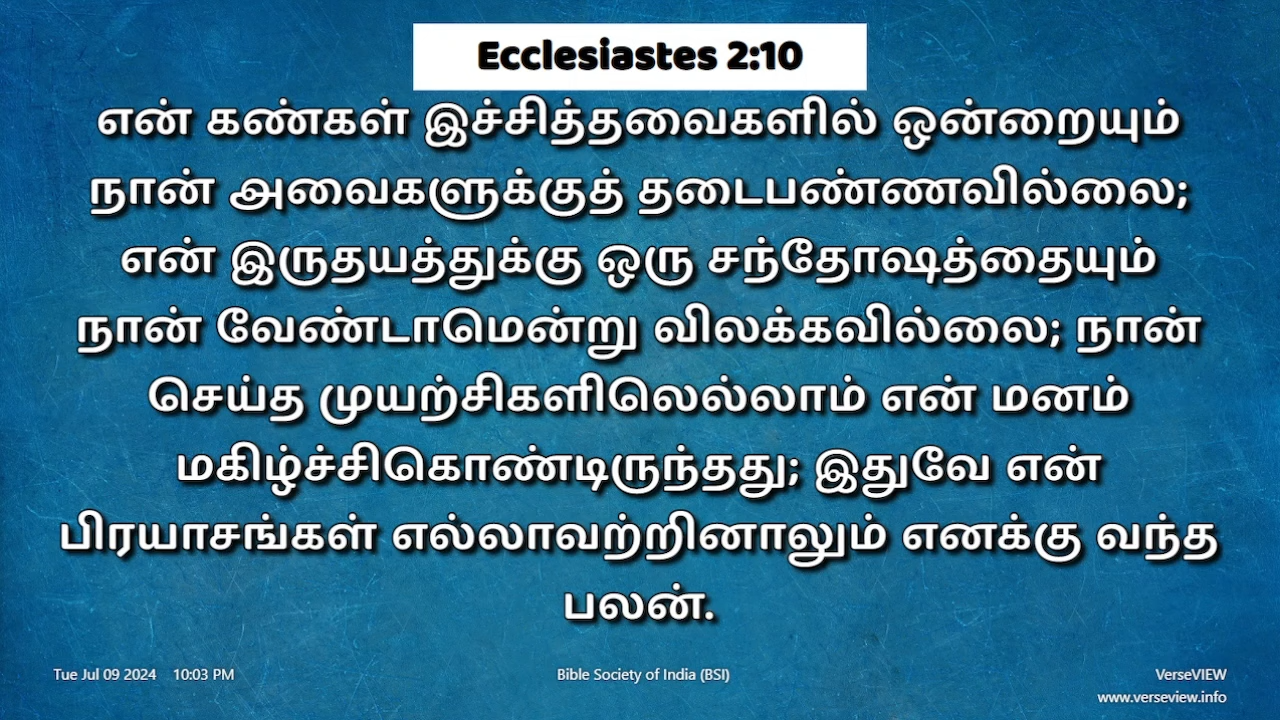 Ecclesiastes 2:10
என் கண்கள் இச்சித்தவைகளில் ஒன்றையும்
நான் அவைகளுக்குத் தடைபண்ணவில்லை;
என் இருதயத்துக்கு ஒரு சந்தோஷத்தையும்
நான் வேண்டாமென்று விலக்கவில்லை; நான்
செய்த முயற்சிகளிலெல்லாம் என் மனம்
மகிழ்ச்சிகொண்டிருந்தது; இதுவே என்
பிரயாசங்கள் எல்லாவற்றினாலும் எனக்கு வந்த
பலன்.
Tue Jul 09 2024 10:03 PM
Bible Society of India (BSI)
VerseVIEW
www.verseview.info